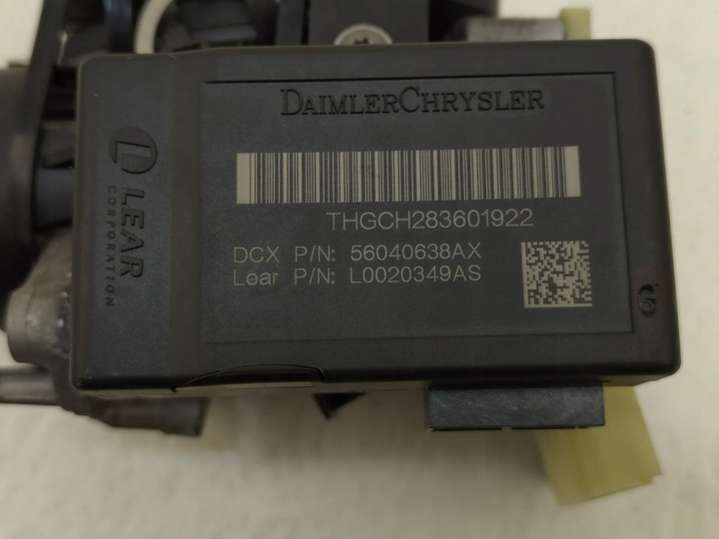 DAIMLERCHRYSLER
LEAR
CORPORATION
THGCH283601922
DCX P/N: 56040638AX
Lear P/N: L0020349AS